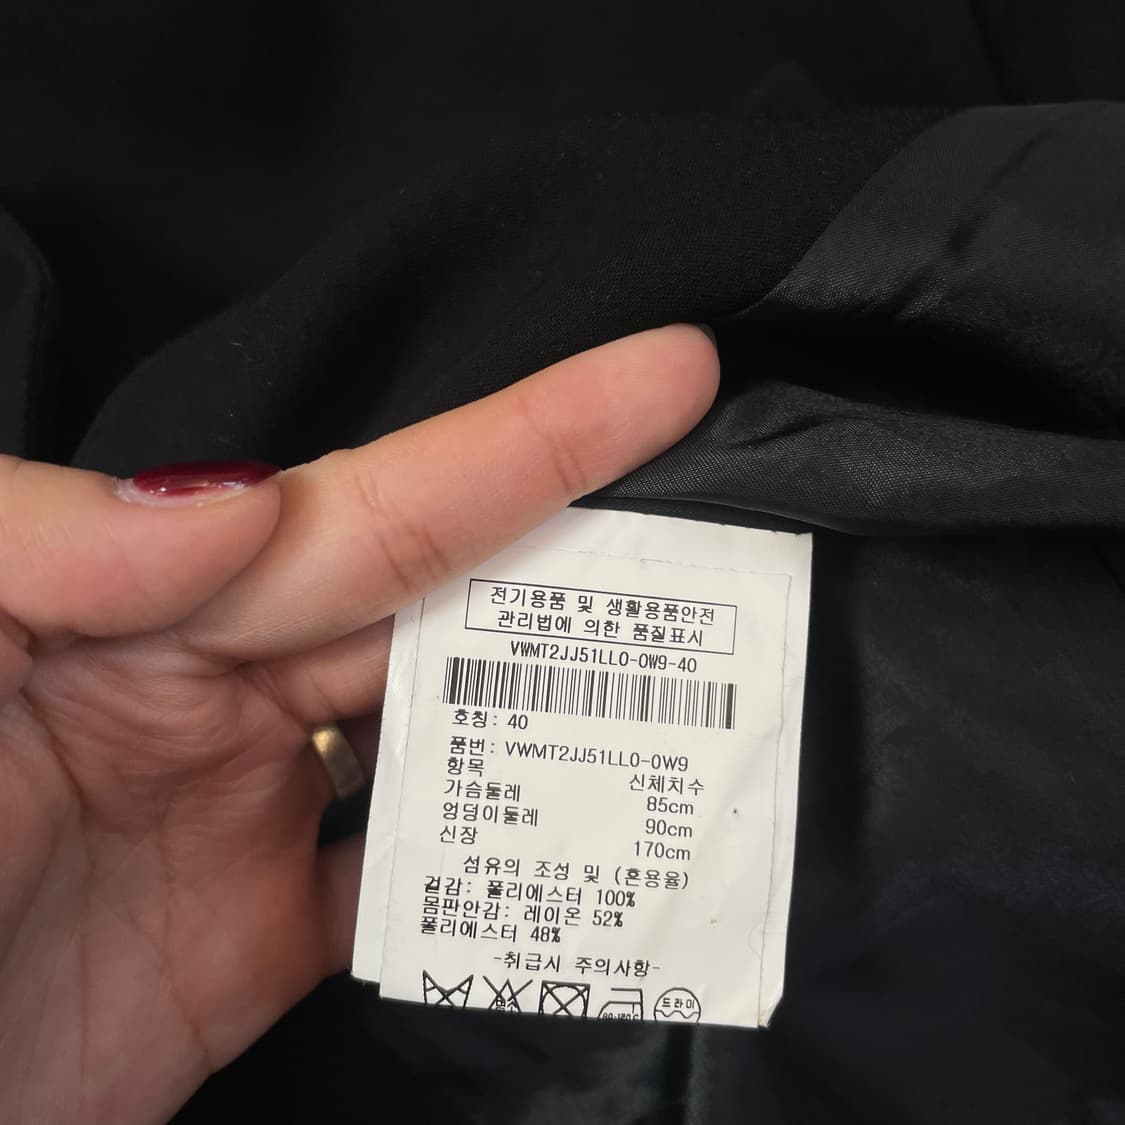 전기용품 및 생활용품안전
관리법에 의한 품질표시
VWMT2JJ51LL0-0W9-40
호칭: 40
품번: VWMT2JJ51LL0-0W9
항목 신체치수
가슴둘레 85cm
엉덩이둘레 90cm
신장 170cm
섬유의 조성 및 (혼용율)
겉감: 폴리에스터 100%
몸판안감: 레이온 52%
폴리에스터 48%
-취급시 주의사항-
드라이